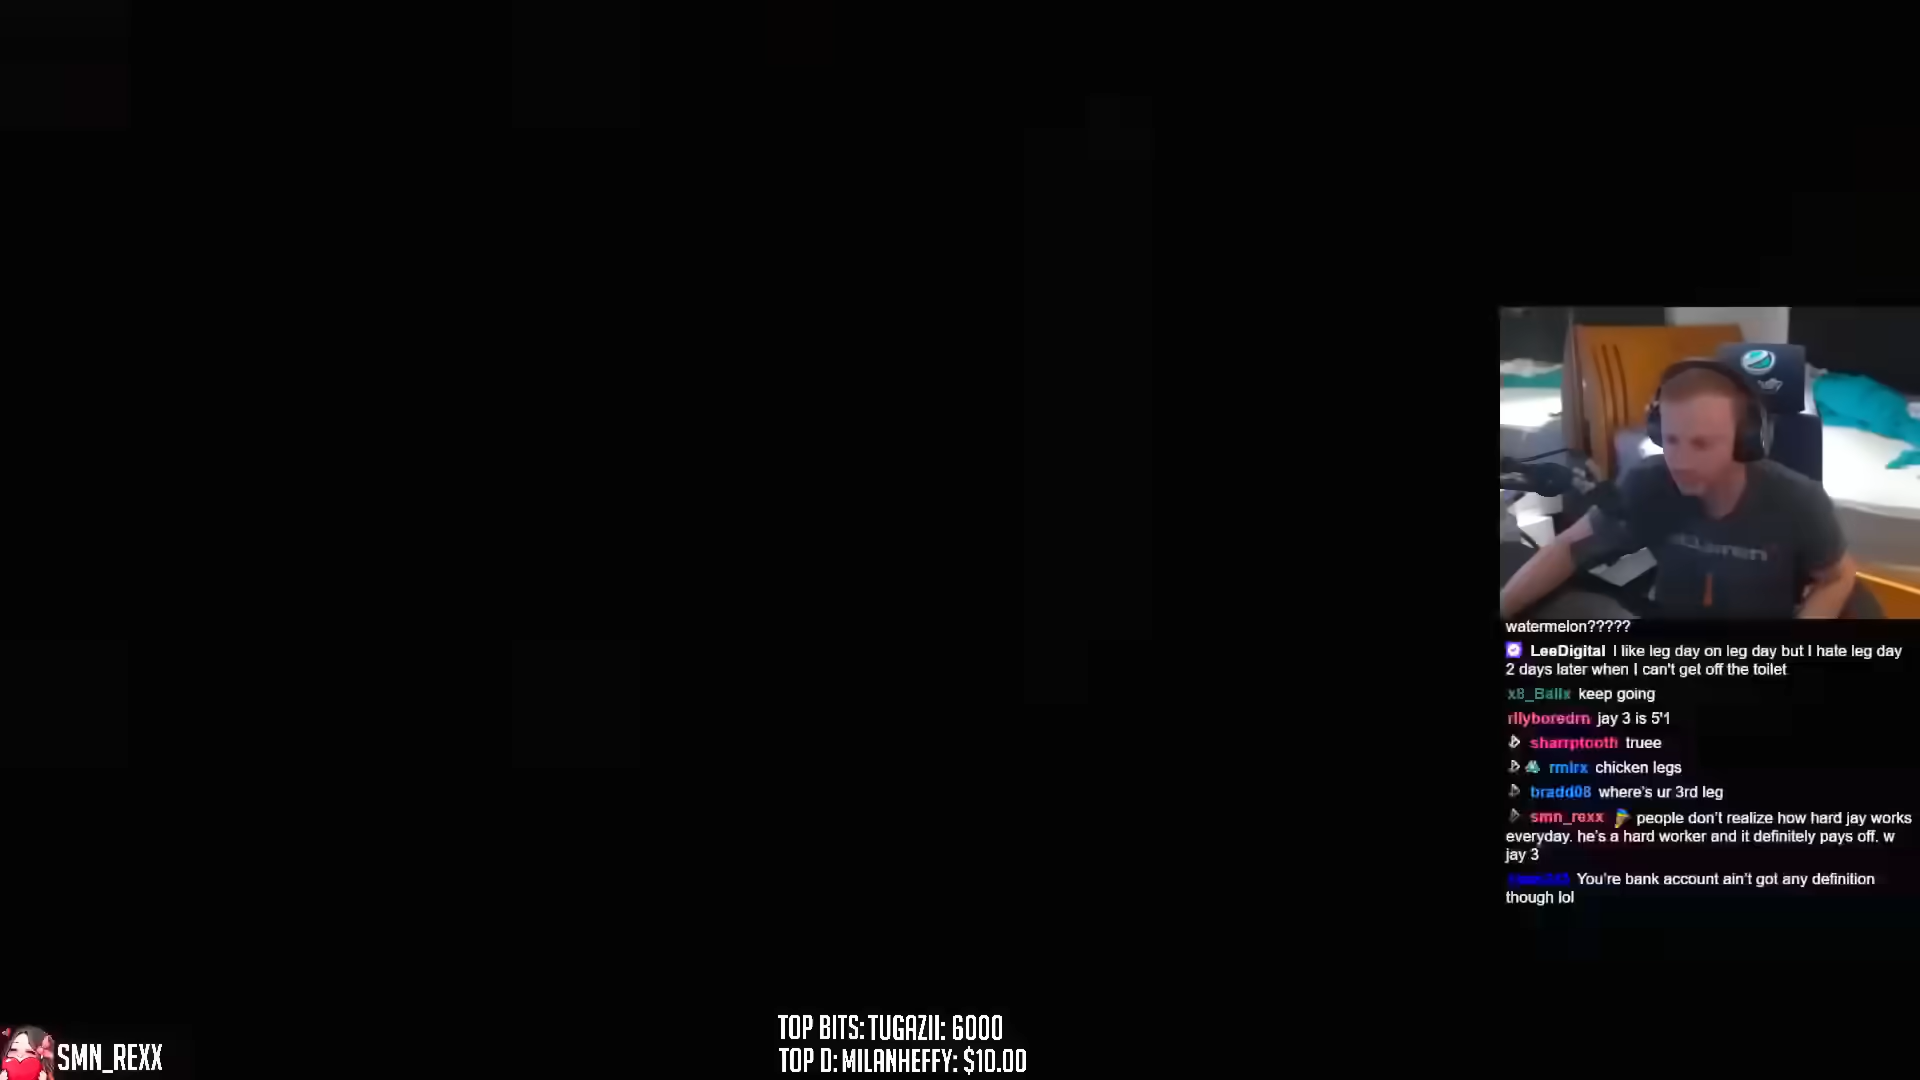 watermelon?????
LeeDigital I like leg day on leg day but I hate leg day
2 days later when I can't get off the toilet
x8_Ballx keep going
rllyboredrn jay 3 is 5'1
sharrptooth truee
rmirx chicken legs
bradd08 where's ur 3rd leg
smn_rexx people don't realize how hard jay works
everyday. he's a hard worker and it definitely pays off. w
jay 3
You're bank account ain't got any definition
though lol
TOP BITS: TUGAZII: 6000
TOP D: MILANHEFFY: $10.00
SMN_REXX